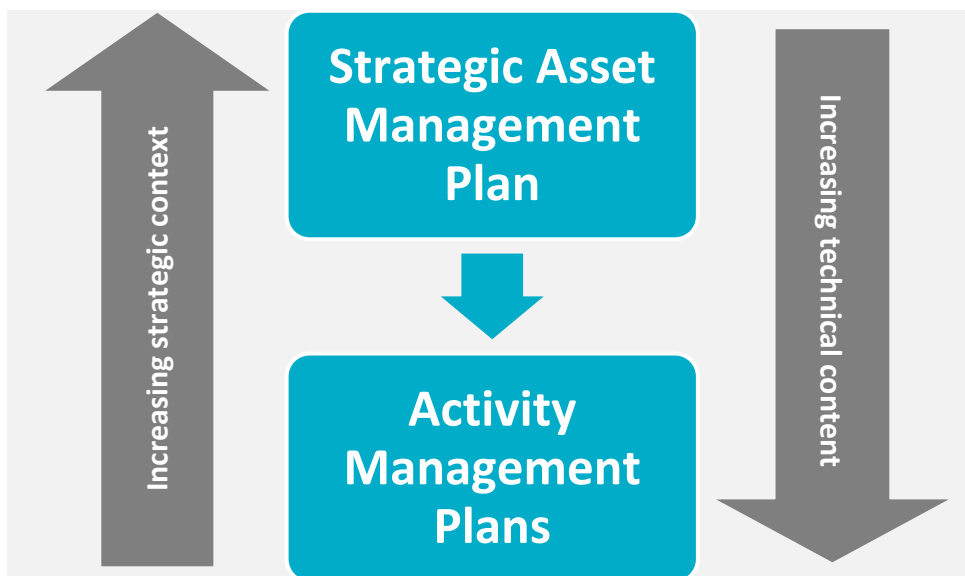 Increasing strategic context
Strategic Asset
Management
Plan
Activity
Management
Plans
Increasing technical content